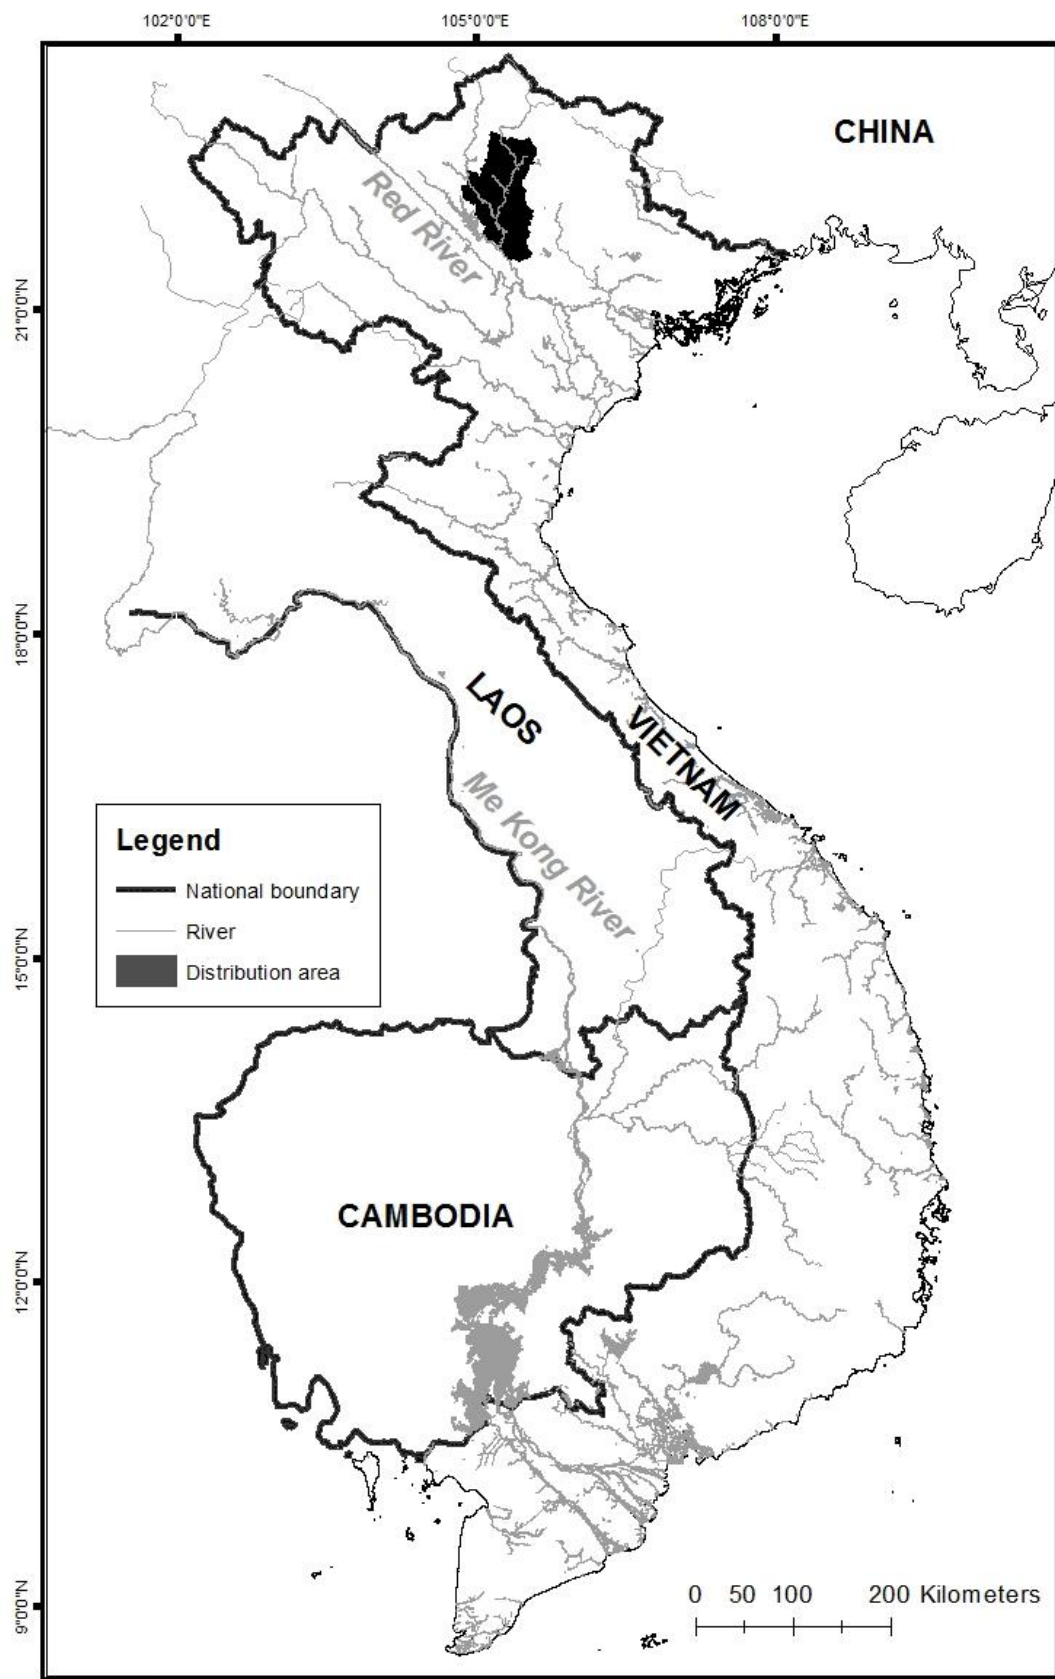 102°0'0"E
105°0'0"E
108°0'0"E
CHINA
Red River
21°0'0"N
18°0'0"N
LAOS
VIETNAM
Me Kong River
Legend
National boundary
River
Distribution area
15°0'0"N
CAMBODIA
12°0'0"N
9°0'0"N
0 50 100 200 Kilometers